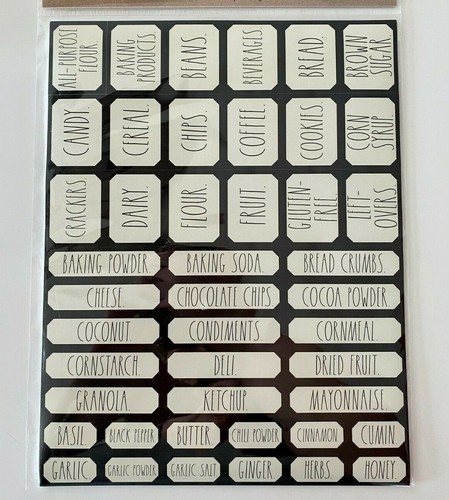 ALL-PURPOSE
FLOUR
BAKING
PRODUCTS
BEANS.
BEVERAGES
BREAD.
BROWN
SUGAR.
CANDY.
CEREAL.
CHIPS.
COFFEE.
COOKIES.
CORN
SYRUP.
CRACKERS
DAIRY.
FLOUR.
FRUIT.
GLUTEN-
FREE.
LEFT-
OVERS.
BAKING POWDER
BAKING SODA.
BREAD CRUMBS.
CHEESE.
CHOCOLATE CHIPS
COCOA POWDER
COCONUT.
CONDIMENTS.
CORNMEAL.
CORNSTARCH.
DELI.
DRIED FRUIT.
GRANOLA.
KETCHUP.
MAYONNAISE.
BASIL.
BLACK PEPPER
BUTTER.
CHILI POWDER
CINNAMON
CUMIN
GARLIC.
GARLIC POWDER
GARLIC SALT
GINGER
HERBS.
HONEY